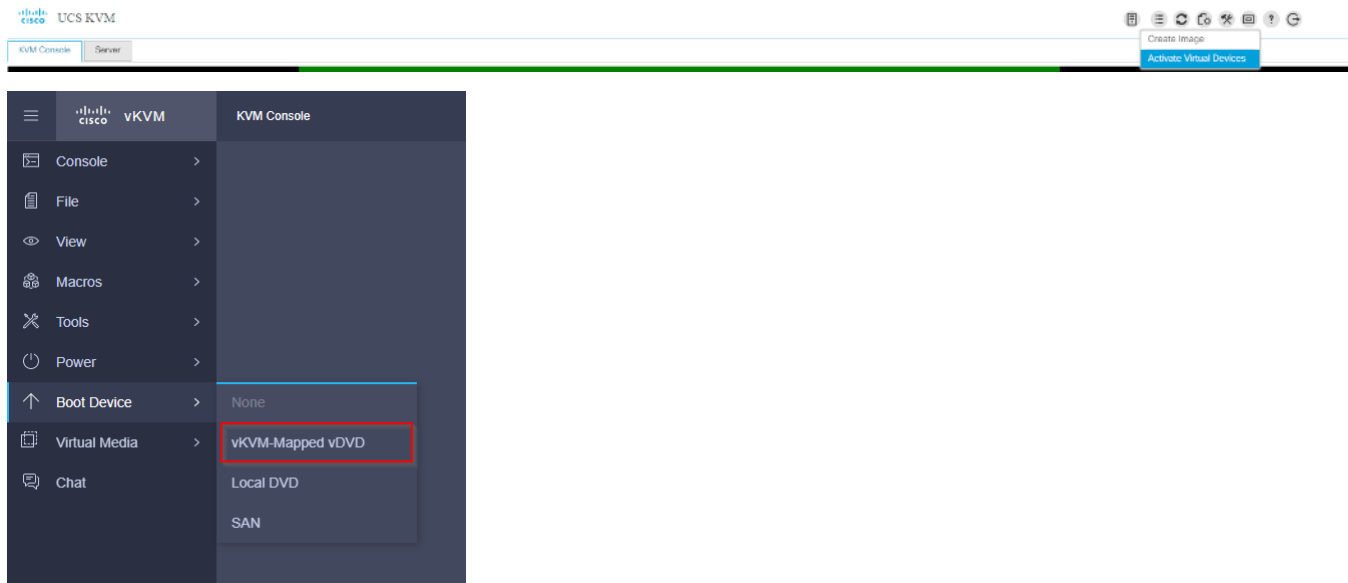 cisco UCS KVM
KVM Console Server
Create Image
Activate Virtual Devices
cisco vKVM KVM Console
Console
File
View
Macros
Tools
Power
Boot Device None
Virtual Media vKVM-Mapped vDVD
Chat Local DVD
SAN